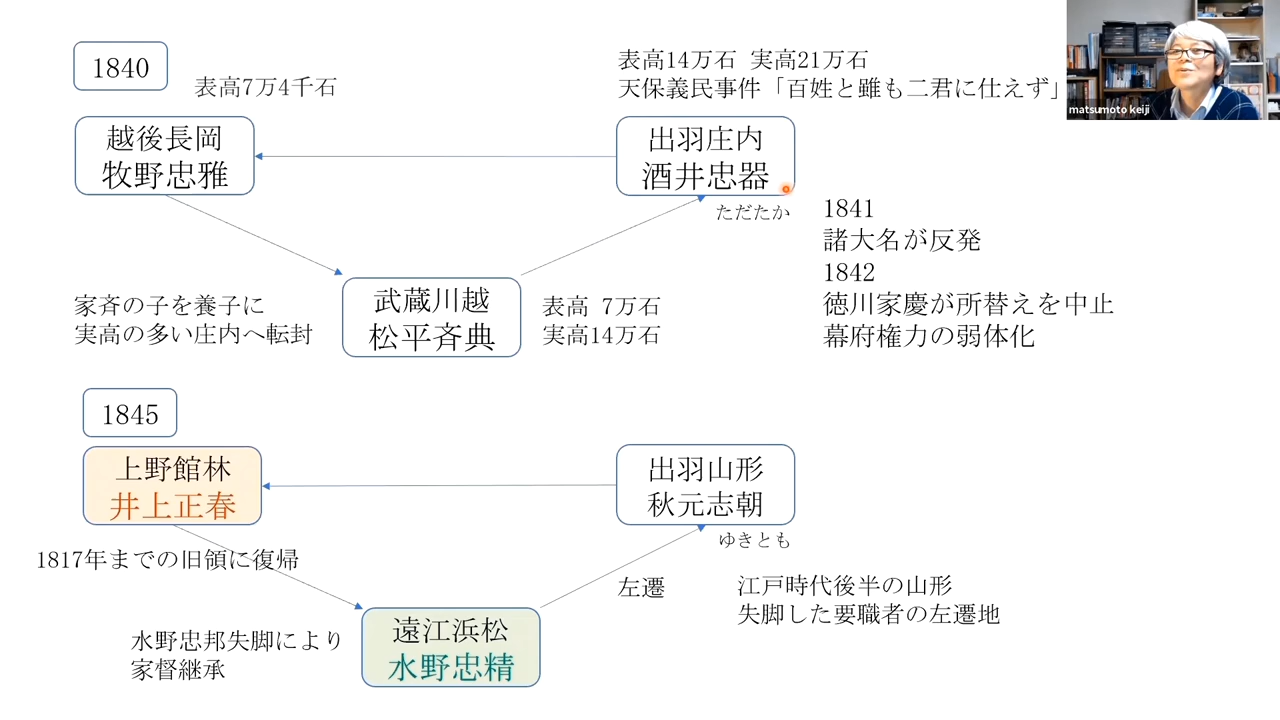 1840
表高7万4千石
表高14万石 実高21万石
天保義民事件「百姓と雖も二君に仕えず」
matsumoto keiji
越後長岡
牧野忠雅
出羽庄内
酒井忠器
ただたか
1841
諸大名が反発
1842
徳川家慶が所替えを中止
幕府権力の弱体化
家斉の子を養子に
実高の多い庄内へ転封
武蔵川越
松平斉典
表高 7万石
実高14万石
1845
上野館林
井上正春
出羽山形
秋元志朝
ゆきとも
1817年までの旧領に復帰
左遷
江戸時代後半の山形
失脚した要職者の左遷地
水野忠邦失脚により
家督継承
遠江浜松
水野忠精